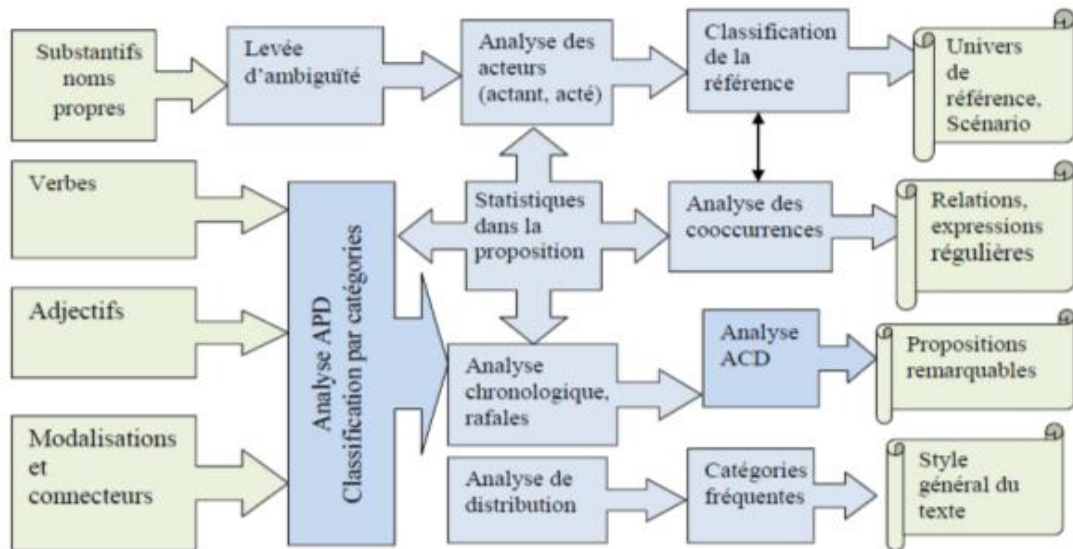 Substantifs
noms
propres
Levée
d'ambiguïté
Analyse des
acteurs
(actant, acté)
Classification
de la
référence
Univers
de
référence,
Scénario
Verbes
Statistiques
dans la
proposition
Analyse des
cooccurrences
Relations,
expressions
régulières
Adjectifs
Analyse APD
Classification par catégories
Analyse
chronologique,
rafales
Analyse
ACD
Propositions
remarquables
Modalisations
et
connecteurs
Analyse de
distribution
Catégories
fréquentes
Style
général du
texte